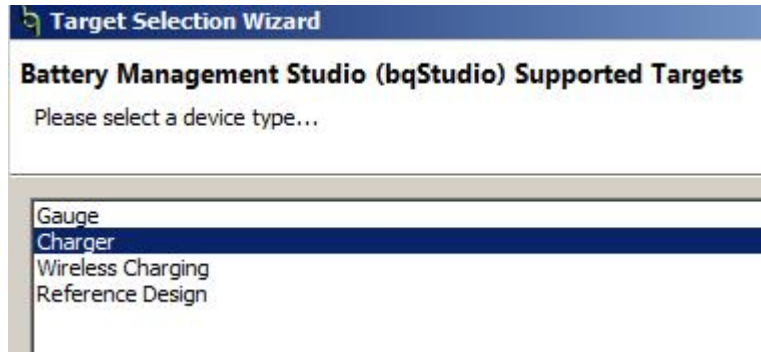 Target Selection Wizard
Battery Management Studio (bqStudio) Supported Targets
Please select a device type...
Gauge
Charger
Wireless Charging
Reference Design